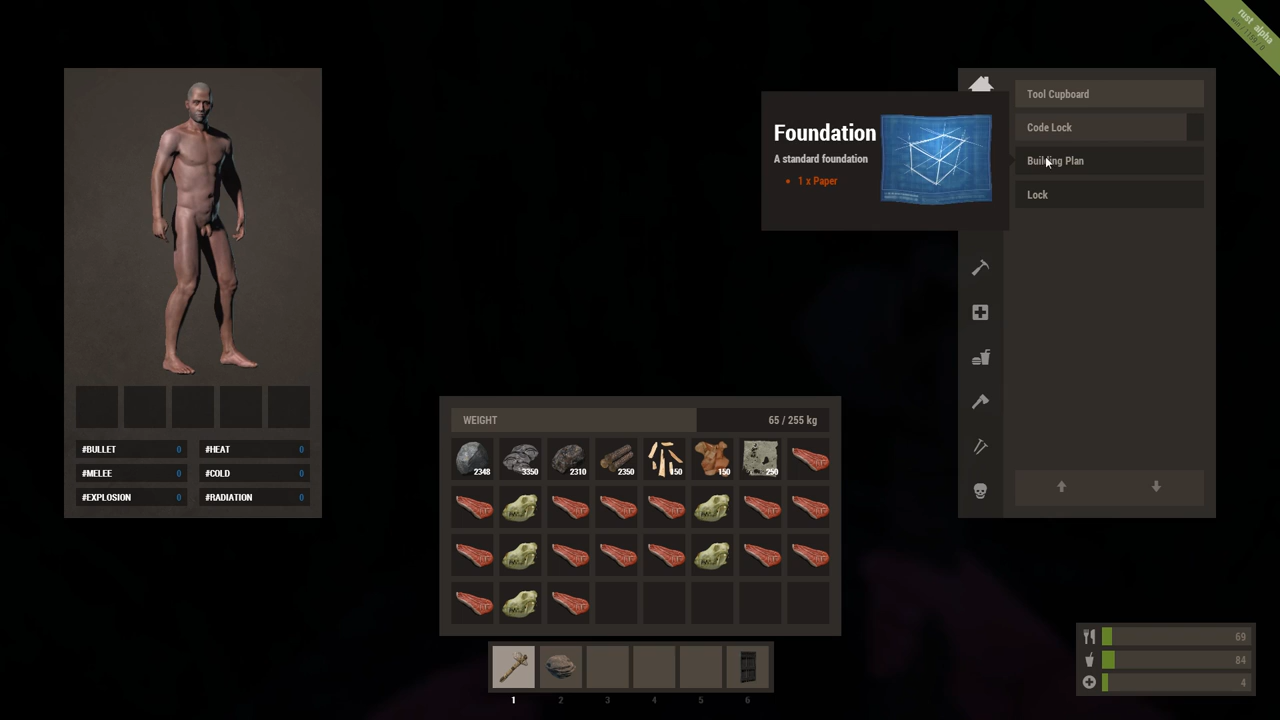 rust alpha
Tool Cupboard
Foundation
A standard foundation
1 x Paper
Code Lock
Building Plan
Lock
WEIGHT 65 / 255 kg
2348 3350 2310 2350 150 150 250
#BULLET 0 #HEAT 0
#MELEE 0 #COLD 0
#EXPLOSION 0 #RADIATION 0
69
84
4
1 2 3 4 5 6